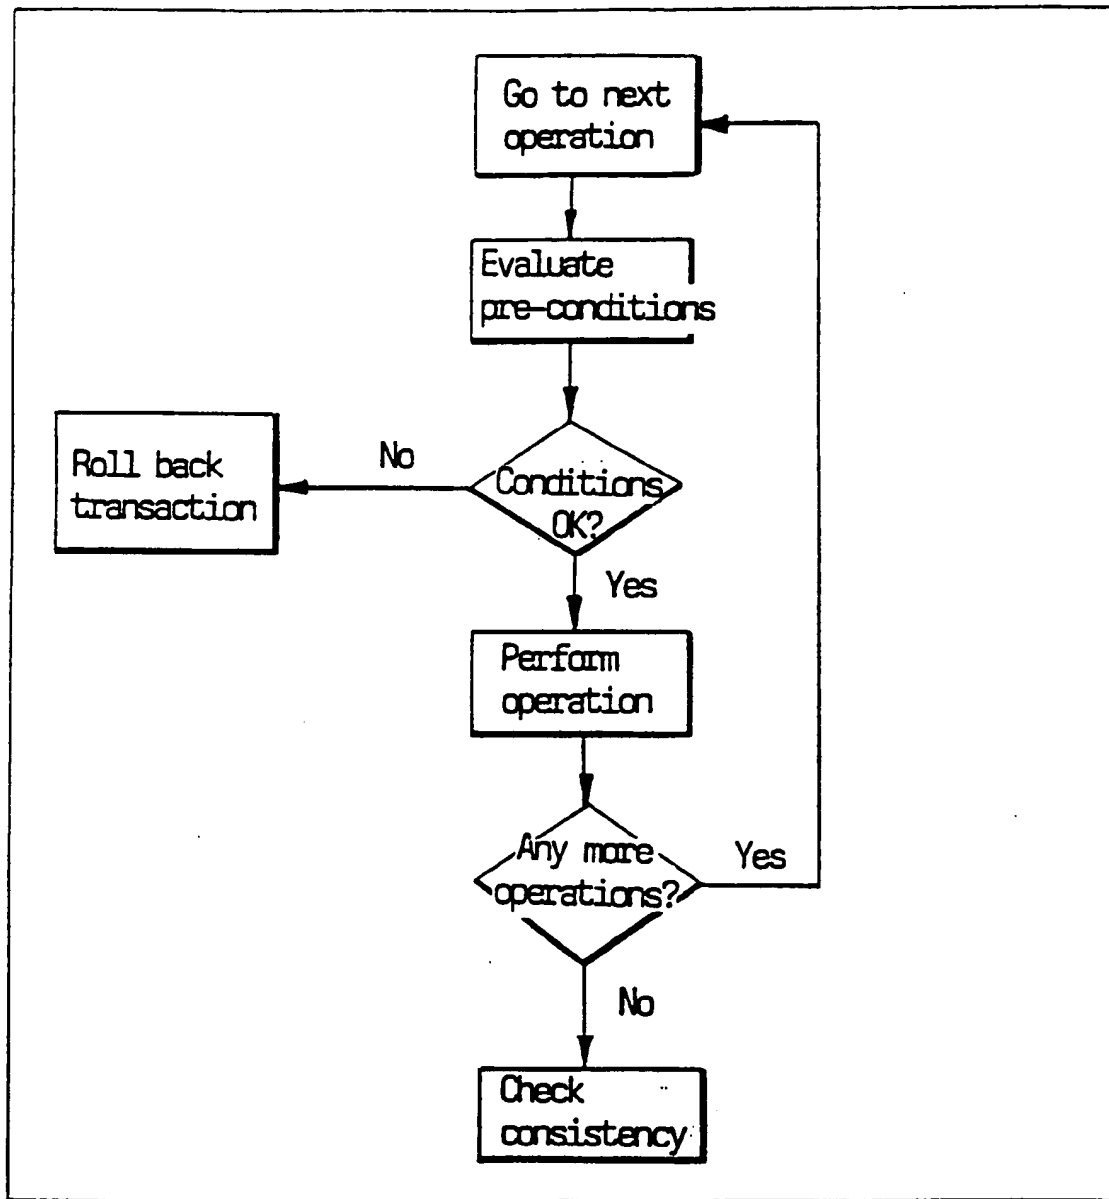 Go to next
operation
Evaluate
pre-conditions
Conditions
OK?
No
Roll back
transaction
Yes
Perform
operation
Any more
operations?
Yes
No
Check
consistency